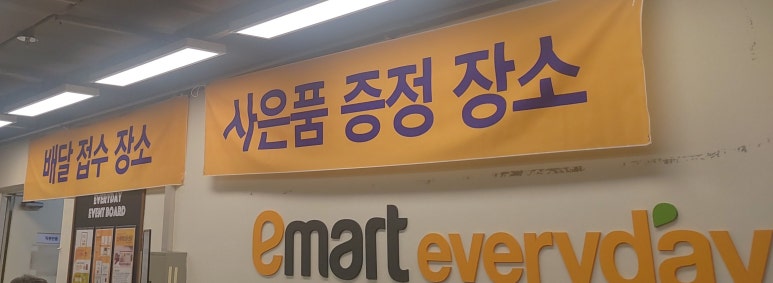 배달 접수 장소
사은품 증정 장소
EVERYDAY
EVENT BOARD
emart everyday